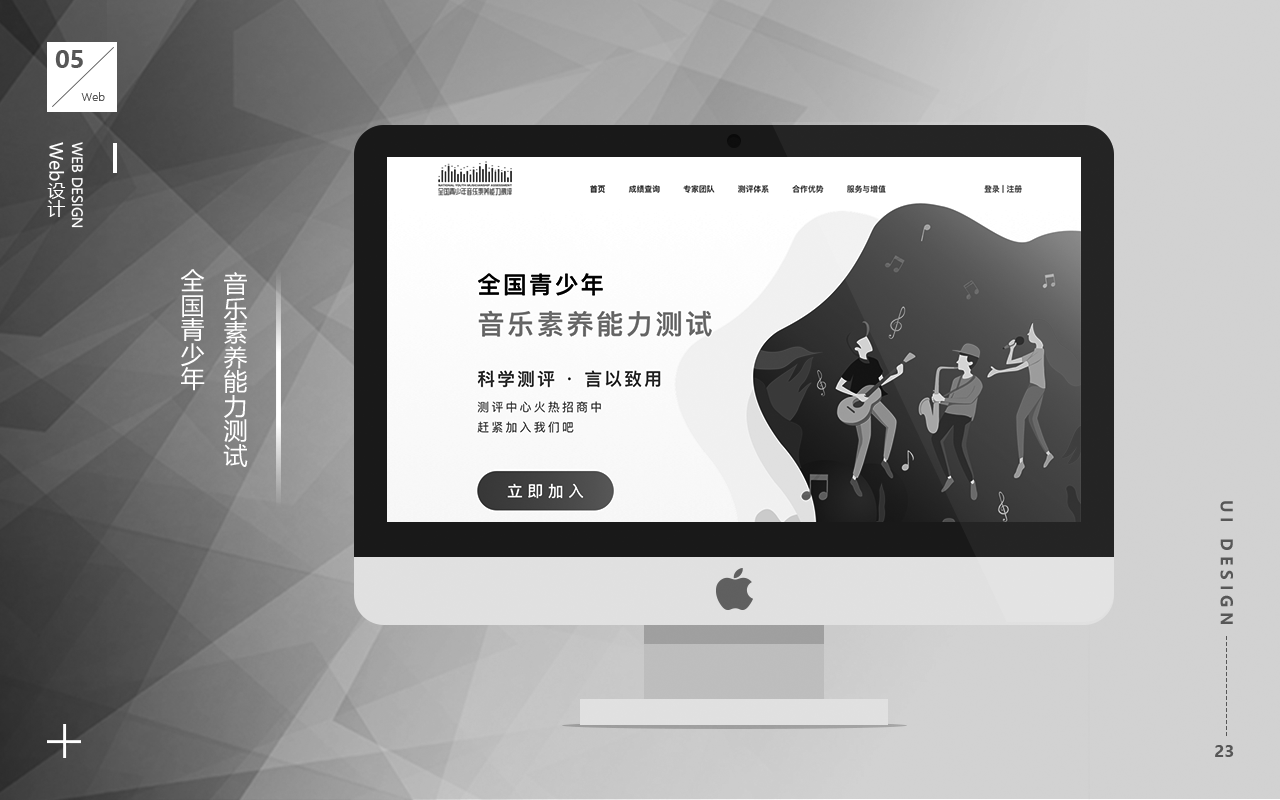 05
Web
WEB DESIGN
Web设计
全国青少年
音乐素养能力测试
NATIONAL YOUTH MUSICIANSHIP ASSESSMENT
全国青少年音乐素养能力测评
首页
成绩查询
专家团队
测评体系
合作优势
服务与增值
登录 | 注册
全国青少年
音乐素养能力测试
科学测评 · 言以致用
测评中心火热招商中
赶紧加入我们吧
立即加入
UI DESIGN
23